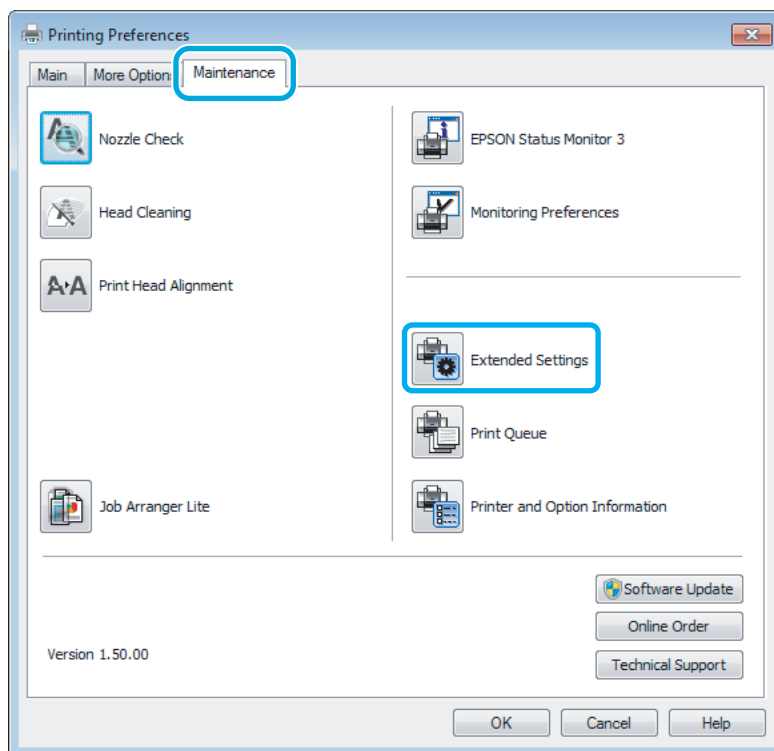 Printing Preferences
Main
More Option
Maintenance
Nozzle Check
EPSON Status Monitor 3
Head Cleaning
Monitoring Preferences
A A
Print Head Alignment
Extended Settings
Print Queue
Job Arranger Lite
Printer and Option Information
Software Update
Online Order
Version 1.50.00
Technical Support
OK
Cancel
Help